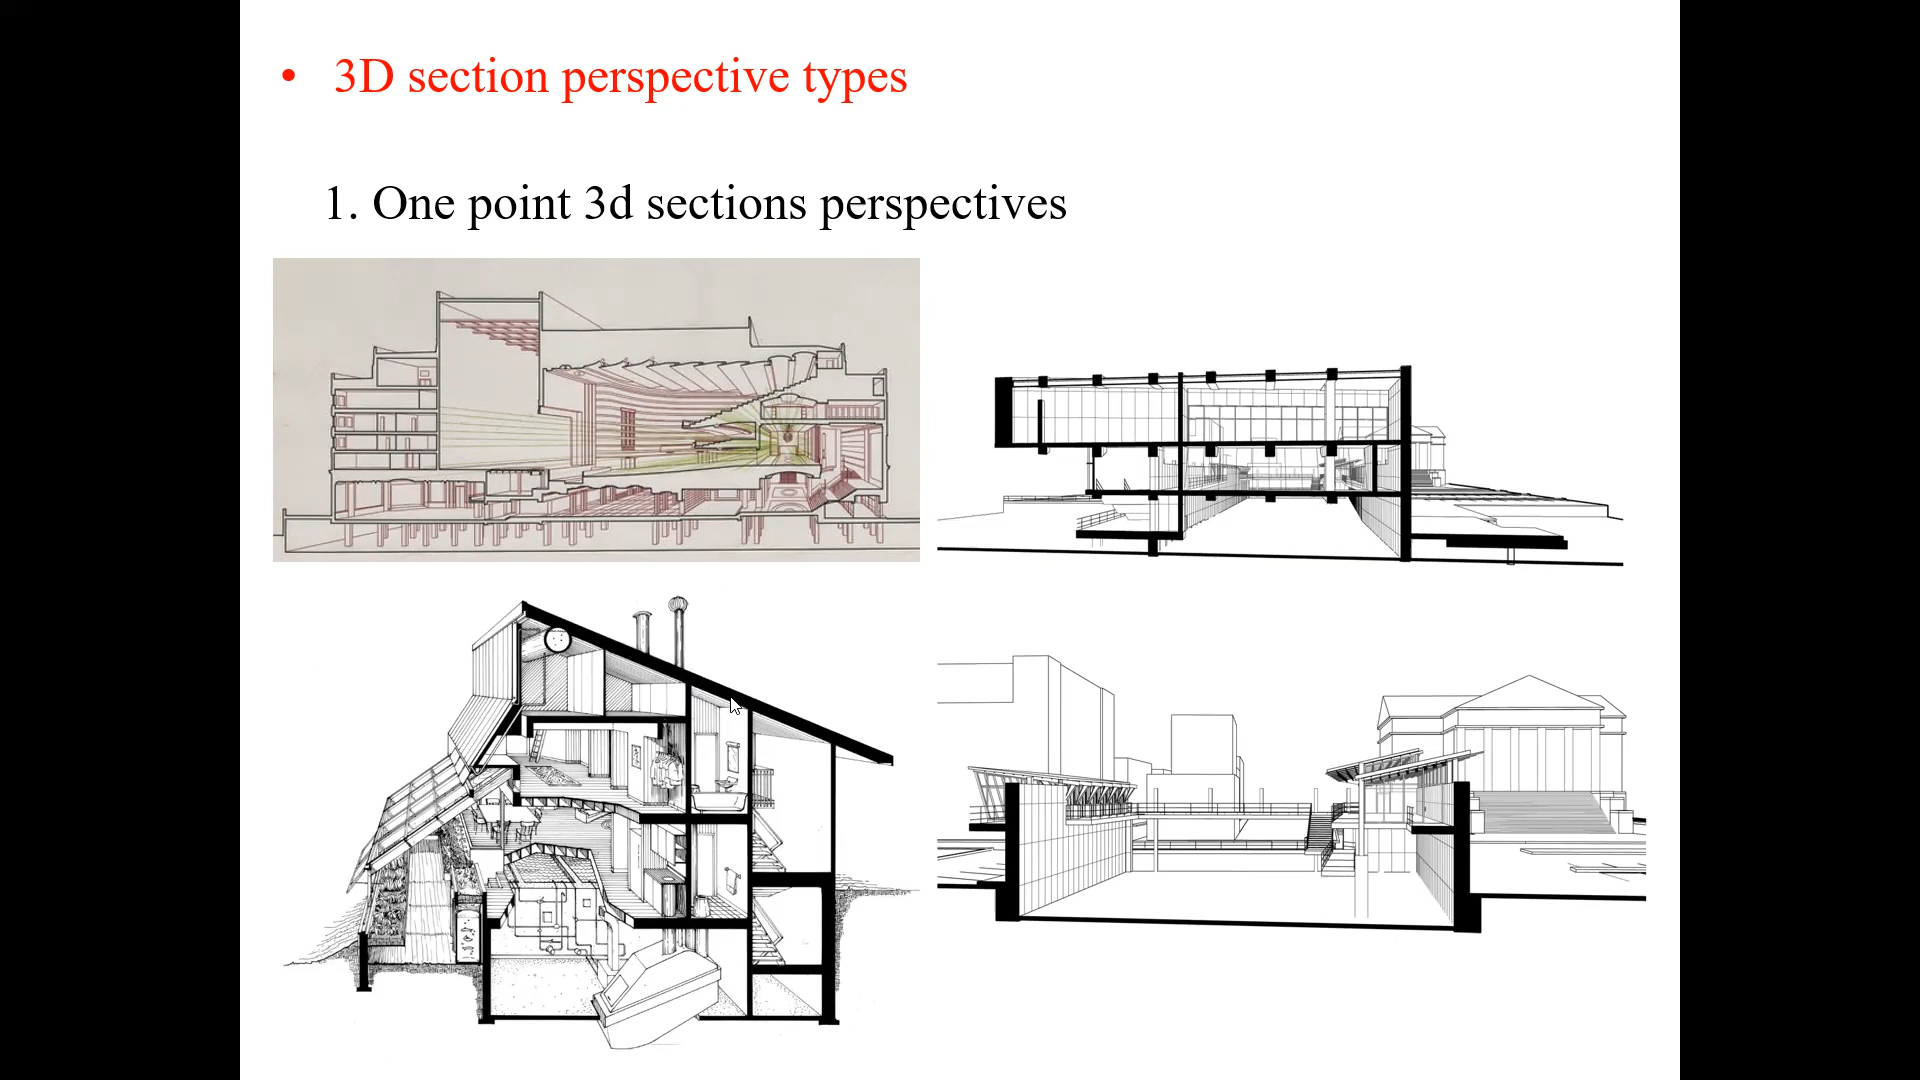 • 3D section perspective types
1. One point 3d sections perspectives